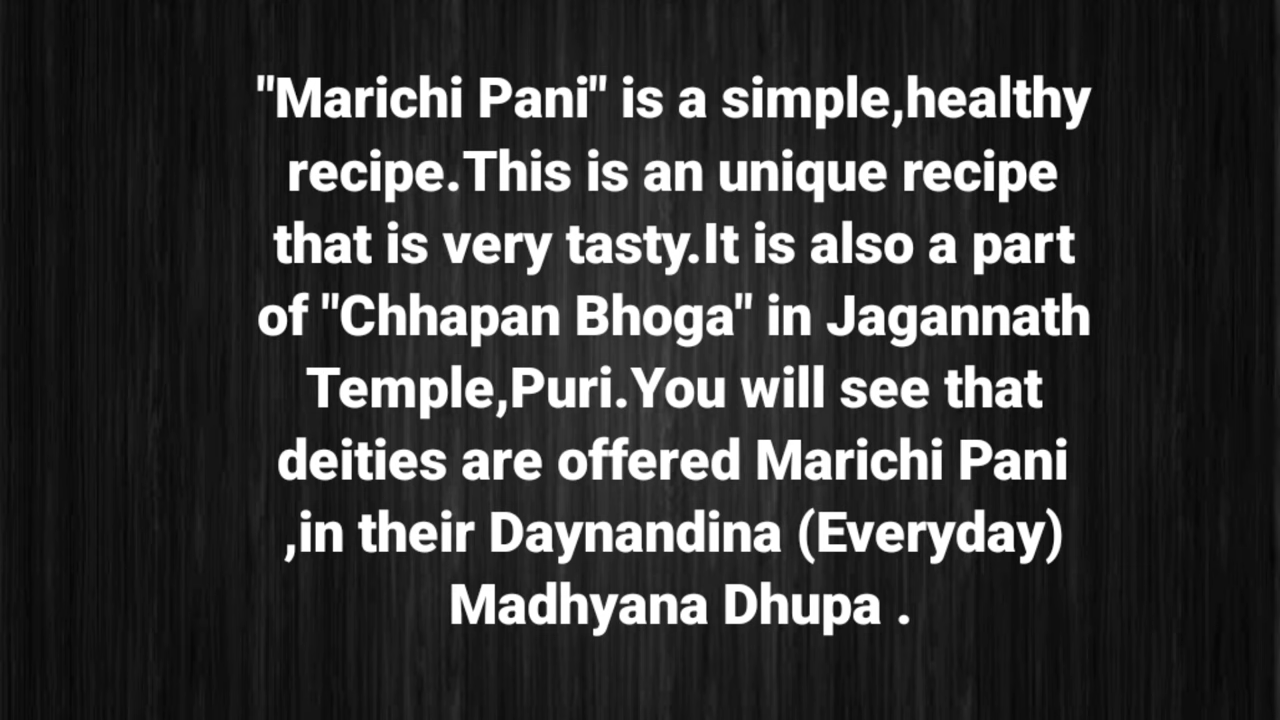 "Marichi Pani" is a simple,healthy
recipe.This is an unique recipe
that is very tasty.It is also a part
of "Chhapan Bhoga" in Jagannath
Temple,Puri.You will see that
deities are offered Marichi Pani
,in their Daynandina (Everyday)
Madhyana Dhupa .